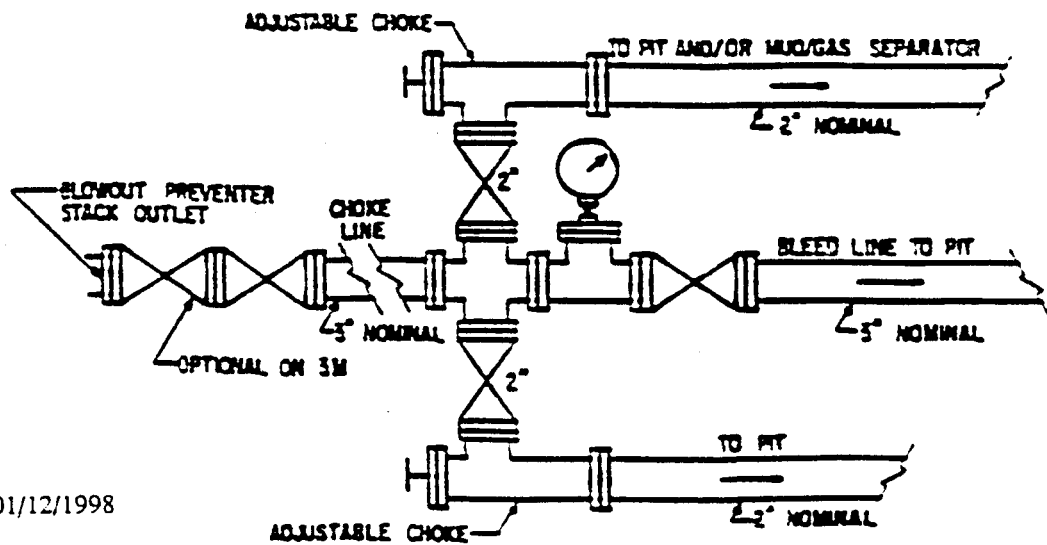 ADJUSTABLE CHOKE
TO PIT AND/OR MUD/GAS SEPARATOR
2" NOMINAL
2"
BLOWOUT PREVENTER
STACK OUTLET
CHOKE
LINE
BLEED LINE TO PIT
3" NOMINAL
3" NOMINAL
OPTIONAL ON 3M
2"
TO PIT
01/12/1998
2" NOMINAL
ADJUSTABLE CHOKE